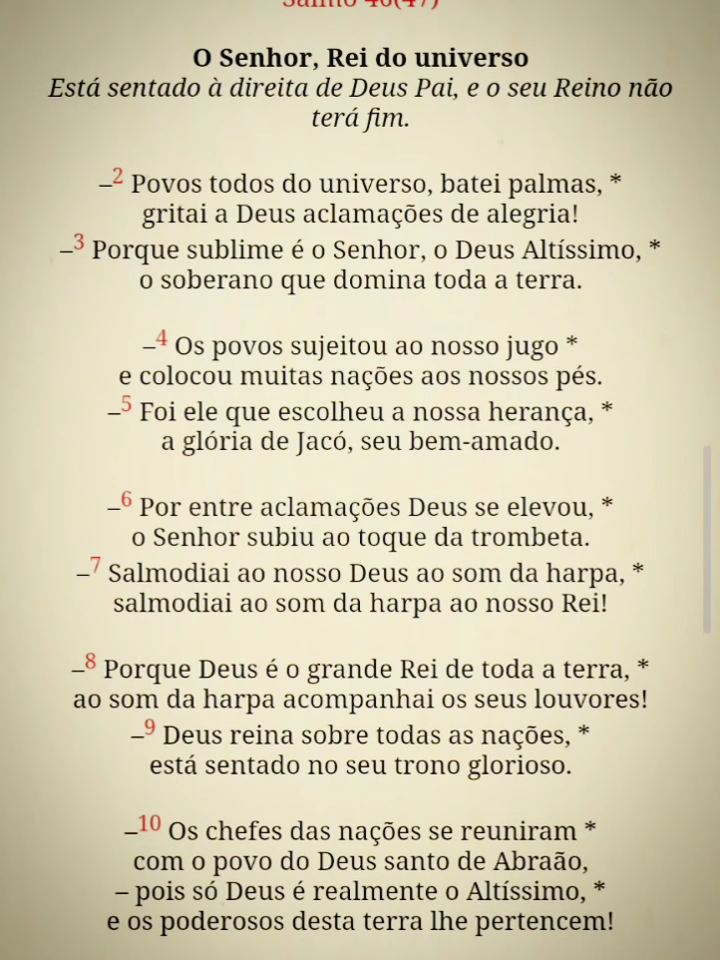 Salmo 46(47)
O Senhor, Rei do universo
Está sentado à direita de Deus Pai, e o seu Reino não
terá fim.
–2 Povos todos do universo, batei palmas, *
gritai a Deus aclamações de alegria!
–3 Porque sublime é o Senhor, o Deus Altíssimo, *
o soberano que domina toda a terra.
–4 Os povos sujeitou ao nosso jugo *
e colocou muitas nações aos nossos pés.
–5 Foi ele que escolheu a nossa herança, *
a glória de Jacó, seu bem-amado.
–6 Por entre aclamações Deus se elevou, *
o Senhor subiu ao toque da trombeta.
–7 Salmodiai ao nosso Deus ao som da harpa, *
salmodiai ao som da harpa ao nosso Rei!
–8 Porque Deus é o grande Rei de toda a terra, *
ao som da harpa acompanhai os seus louvores!
–9 Deus reina sobre todas as nações, *
está sentado no seu trono glorioso.
–10 Os chefes das nações se reuniram *
com o povo do Deus santo de Abraão,
– pois só Deus é realmente o Altíssimo, *
e os poderosos desta terra lhe pertencem!